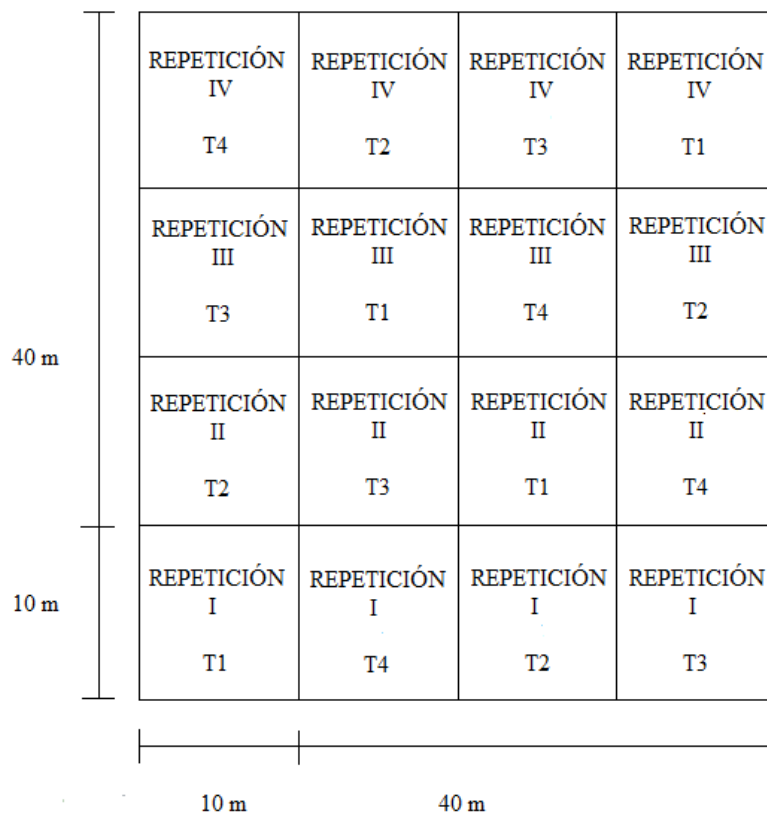 REPETICIÓN
IV
T4
REPETICIÓN
IV
T2
REPETICIÓN
IV
T3
REPETICIÓN
IV
T1
REPETICIÓN
III
T3
REPETICIÓN
III
T1
REPETICIÓN
III
T4
REPETICIÓN
III
T2
40 m
REPETICIÓN
II
T2
REPETICIÓN
II
T3
REPETICIÓN
II
T1
REPETICIÓN
II
T4
10 m
REPETICIÓN
I
T1
REPETICIÓN
I
T4
REPETICIÓN
I
T2
REPETICIÓN
I
T3
10 m
40 m